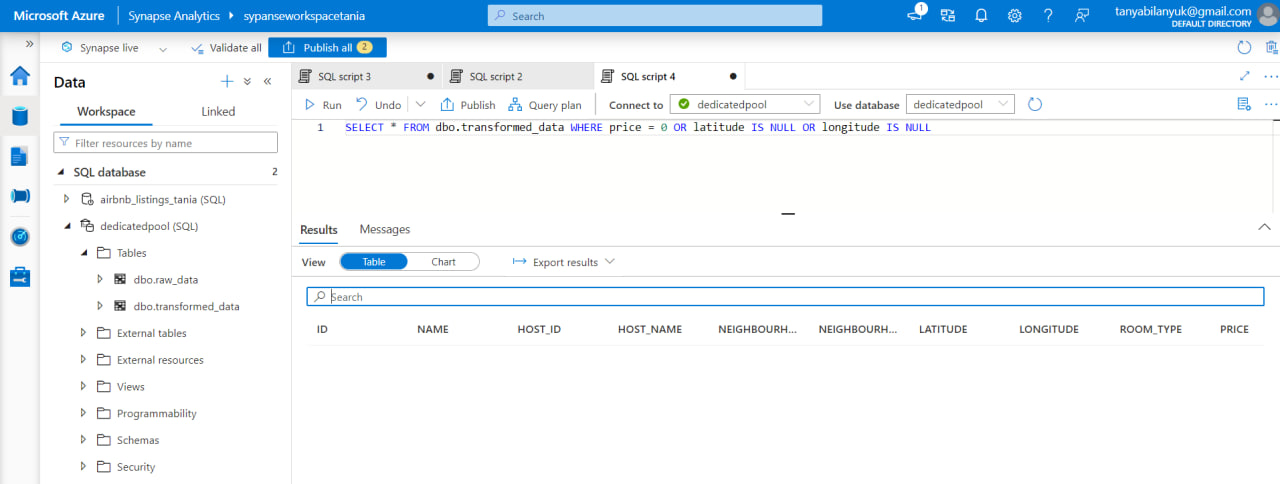 Microsoft Azure | Synapse Analytics ▸ sypanseworkspacetania Search 1 tanyabilanyuk@gmail.com
DEFAULT DIRECTORY
Synapse live Validate all Publish all 2
Data
Workspace Linked
Filter resources by name
SQL database 2
airbnb_listings_tania (SQL)
dedicatedpool (SQL)
Tables
dbo.raw_data
dbo.transformed_data
External tables
External resources
Views
Programmability
Schemas
Security
SQL script 3 SQL script 2 SQL script 4
Run Undo Publish Query plan Connect to dedicatedpool Use database dedicatedpool
1 SELECT * FROM dbo.transformed_data WHERE price = 0 OR latitude IS NULL OR longitude IS NULL
Results Messages
View Table Chart Export results
Search
ID NAME HOST_ID HOST_NAME NEIGHBOURH... NEIGHBOURH... LATITUDE LONGITUDE ROOM_TYPE PRICE